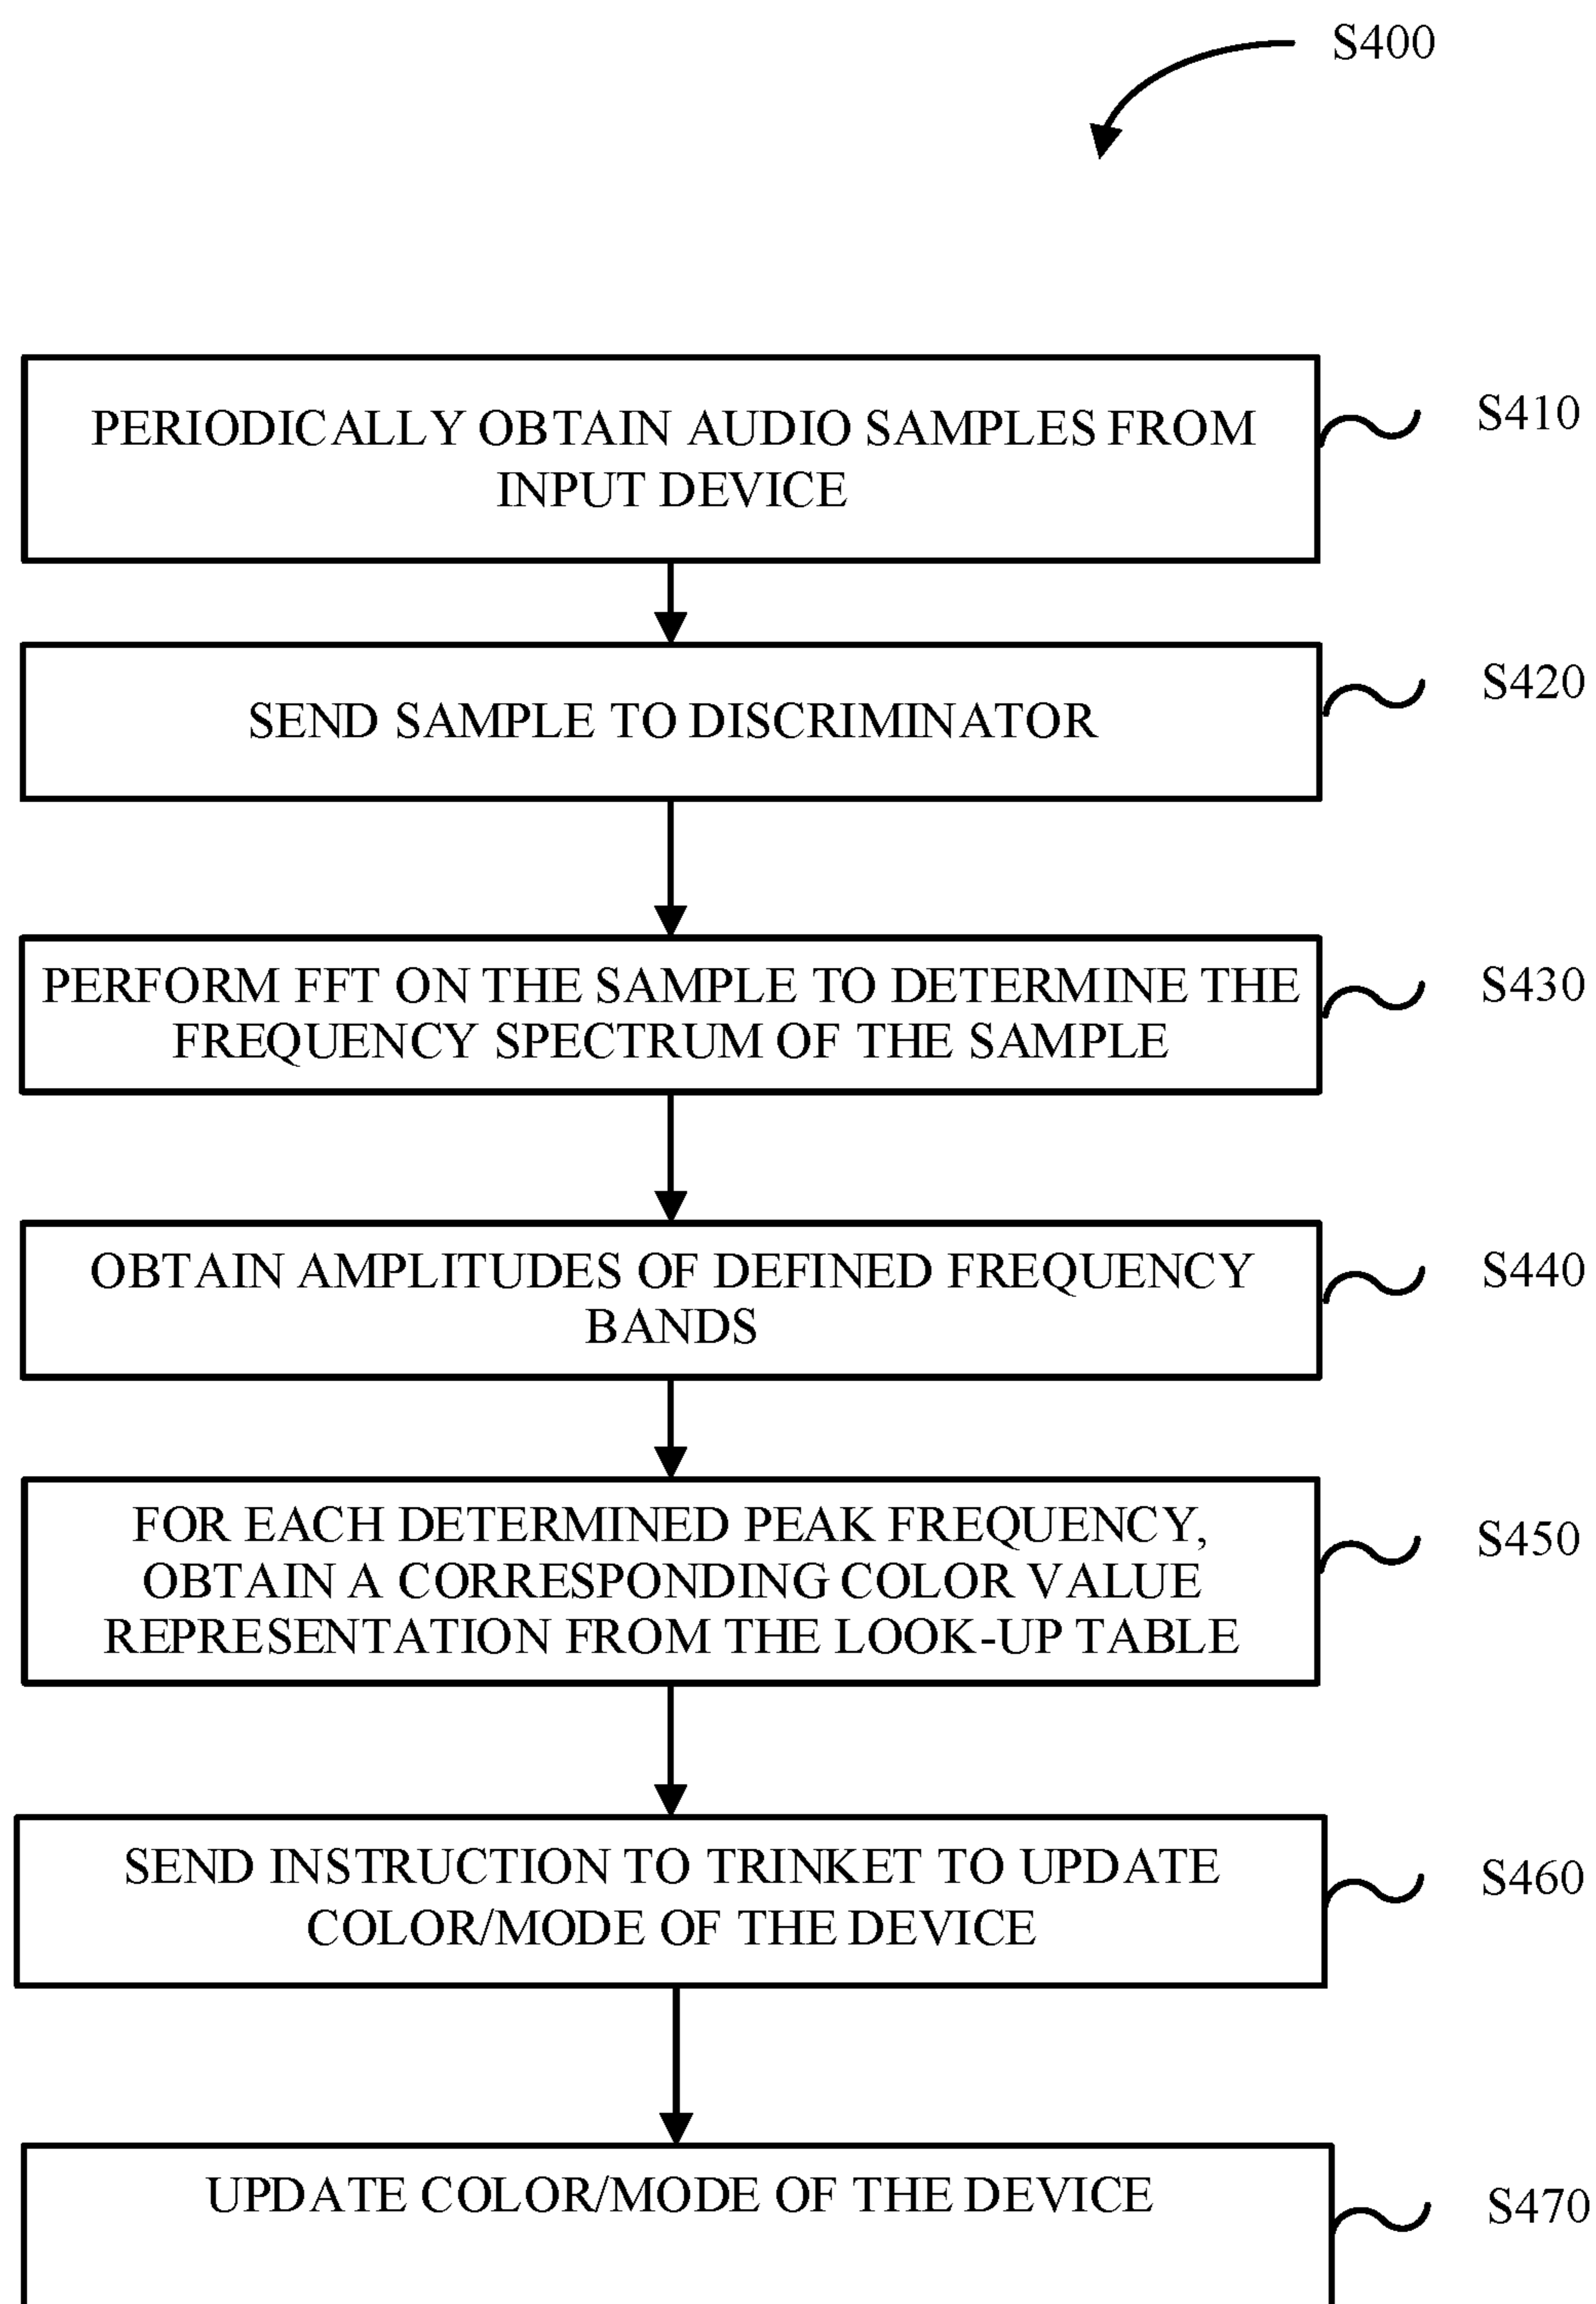 S400
PERIODICALLY OBTAIN AUDIO SAMPLES FROM
INPUT DEVICE
S410
SEND SAMPLE TO DISCRIMINATOR
S420
PERFORM FFT ON THE SAMPLE TO DETERMINE THE
FREQUENCY SPECTRUM OF THE SAMPLE
S430
OBTAIN AMPLITUDES OF DEFINED FREQUENCY
BANDS
S440
FOR EACH DETERMINED PEAK FREQUENCY,
OBTAIN A CORRESPONDING COLOR VALUE
REPRESENTATION FROM THE LOOK-UP TABLE
S450
SEND INSTRUCTION TO TRINKET TO UPDATE
COLOR/MODE OF THE DEVICE
S460
UPDATE COLOR/MODE OF THE DEVICE
S470